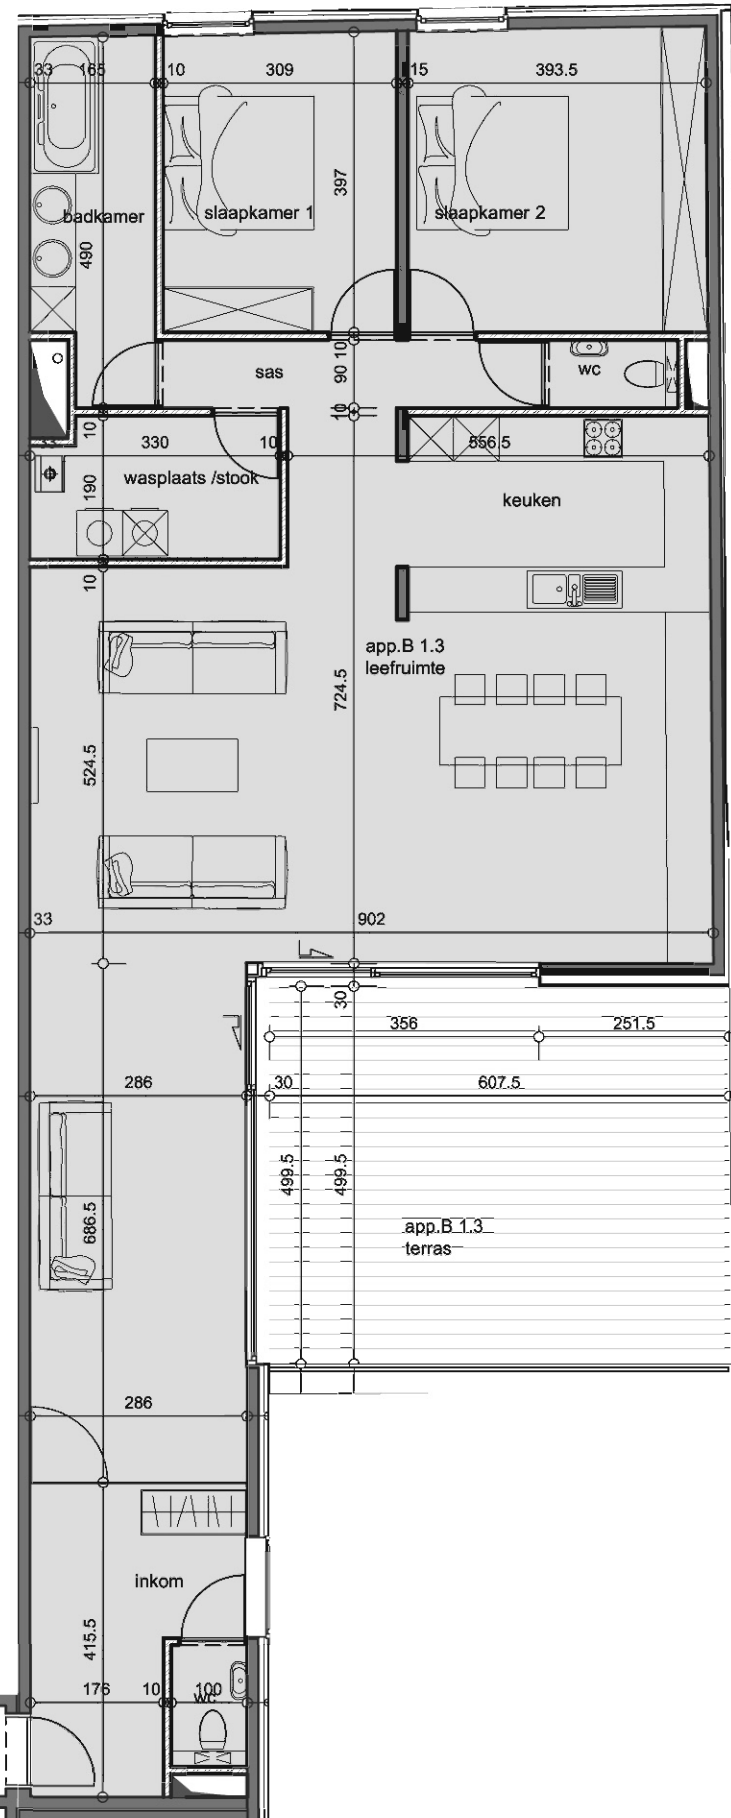 33 165 10 309 15 393.5
397
slaapkamer 1 slaapkamer 2
badkamer
490
10
sas 90 wc
10
10 330 10 556.5
33
wasplaats /stook
190 keuken
10
app.B 1.3
leefruimte
724.5
524.5
33 902
30
356 251.5
286 30 607.5
499.5 499.5
686.5 app.B 1.3
terras
286
inkom
415.5
176 10 100
wc